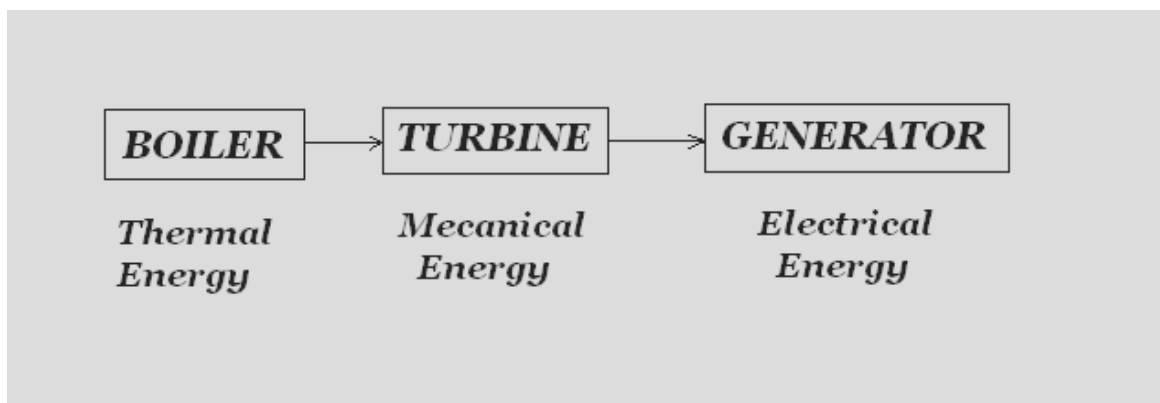 BOILER
TURBINE
GENERATOR
Thermal
Energy
Mecanical
Energy
Electrical
Energy